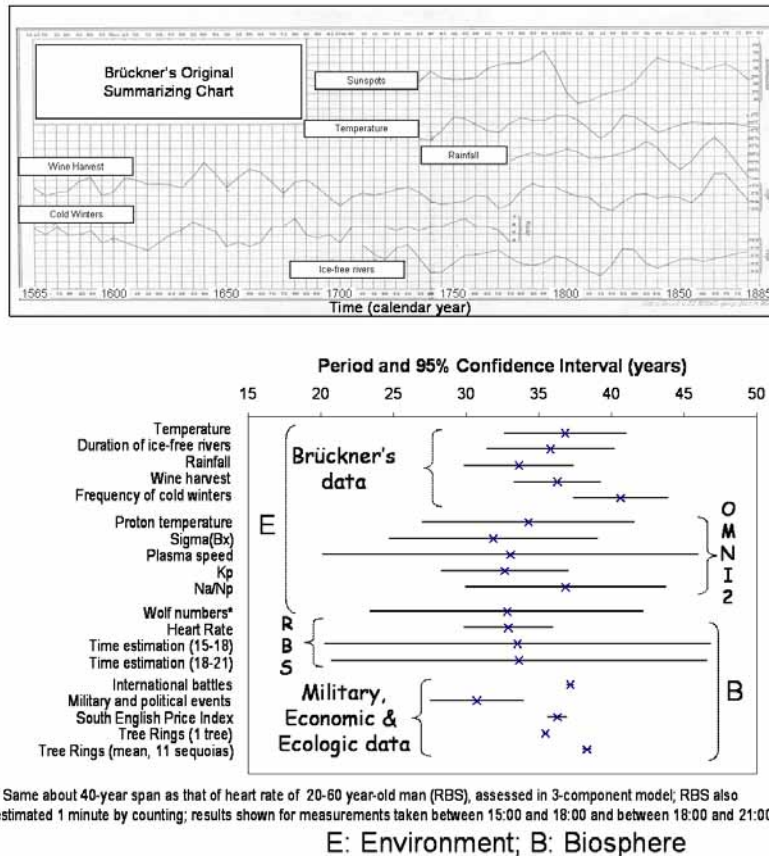 Brückner's Original
Summarizing Chart
Sunspots
Temperature
Rainfall
Wine Harvest
Cold Winters
Ice-free rivers
1565 1600 1650 1700 1750 1800 1850 1885
Time (calendar year)
Period and 95% Confidence Interval (years)
15 20 25 30 35 40 45 50
Temperature
Duration of ice-free rivers
Rainfall
Wine harvest
Frequency of cold winters
Brückner's
data
Proton temperature
Sigma(Bx)
Plasma speed
Kp
Na/Np
E
O
M
N
I
2
Wolf numbers*
Heart Rate
Time estimation (15-18)
Time estimation (18-21)
R
B
S
International battles
Military and political events
South English Price Index
Tree Rings (1 tree)
Tree Rings (mean, 11 sequoias)
Military,
Economic &
Ecologic data
B
Same about 40-year span as that of heart rate of 20-60 year-old man (RBS), assessed in 3-component model; RBS also
estimated 1 minute by counting; results shown for measurements taken between 15:00 and 18:00 and between 18:00 and 21:00
E: Environment; B: Biosphere